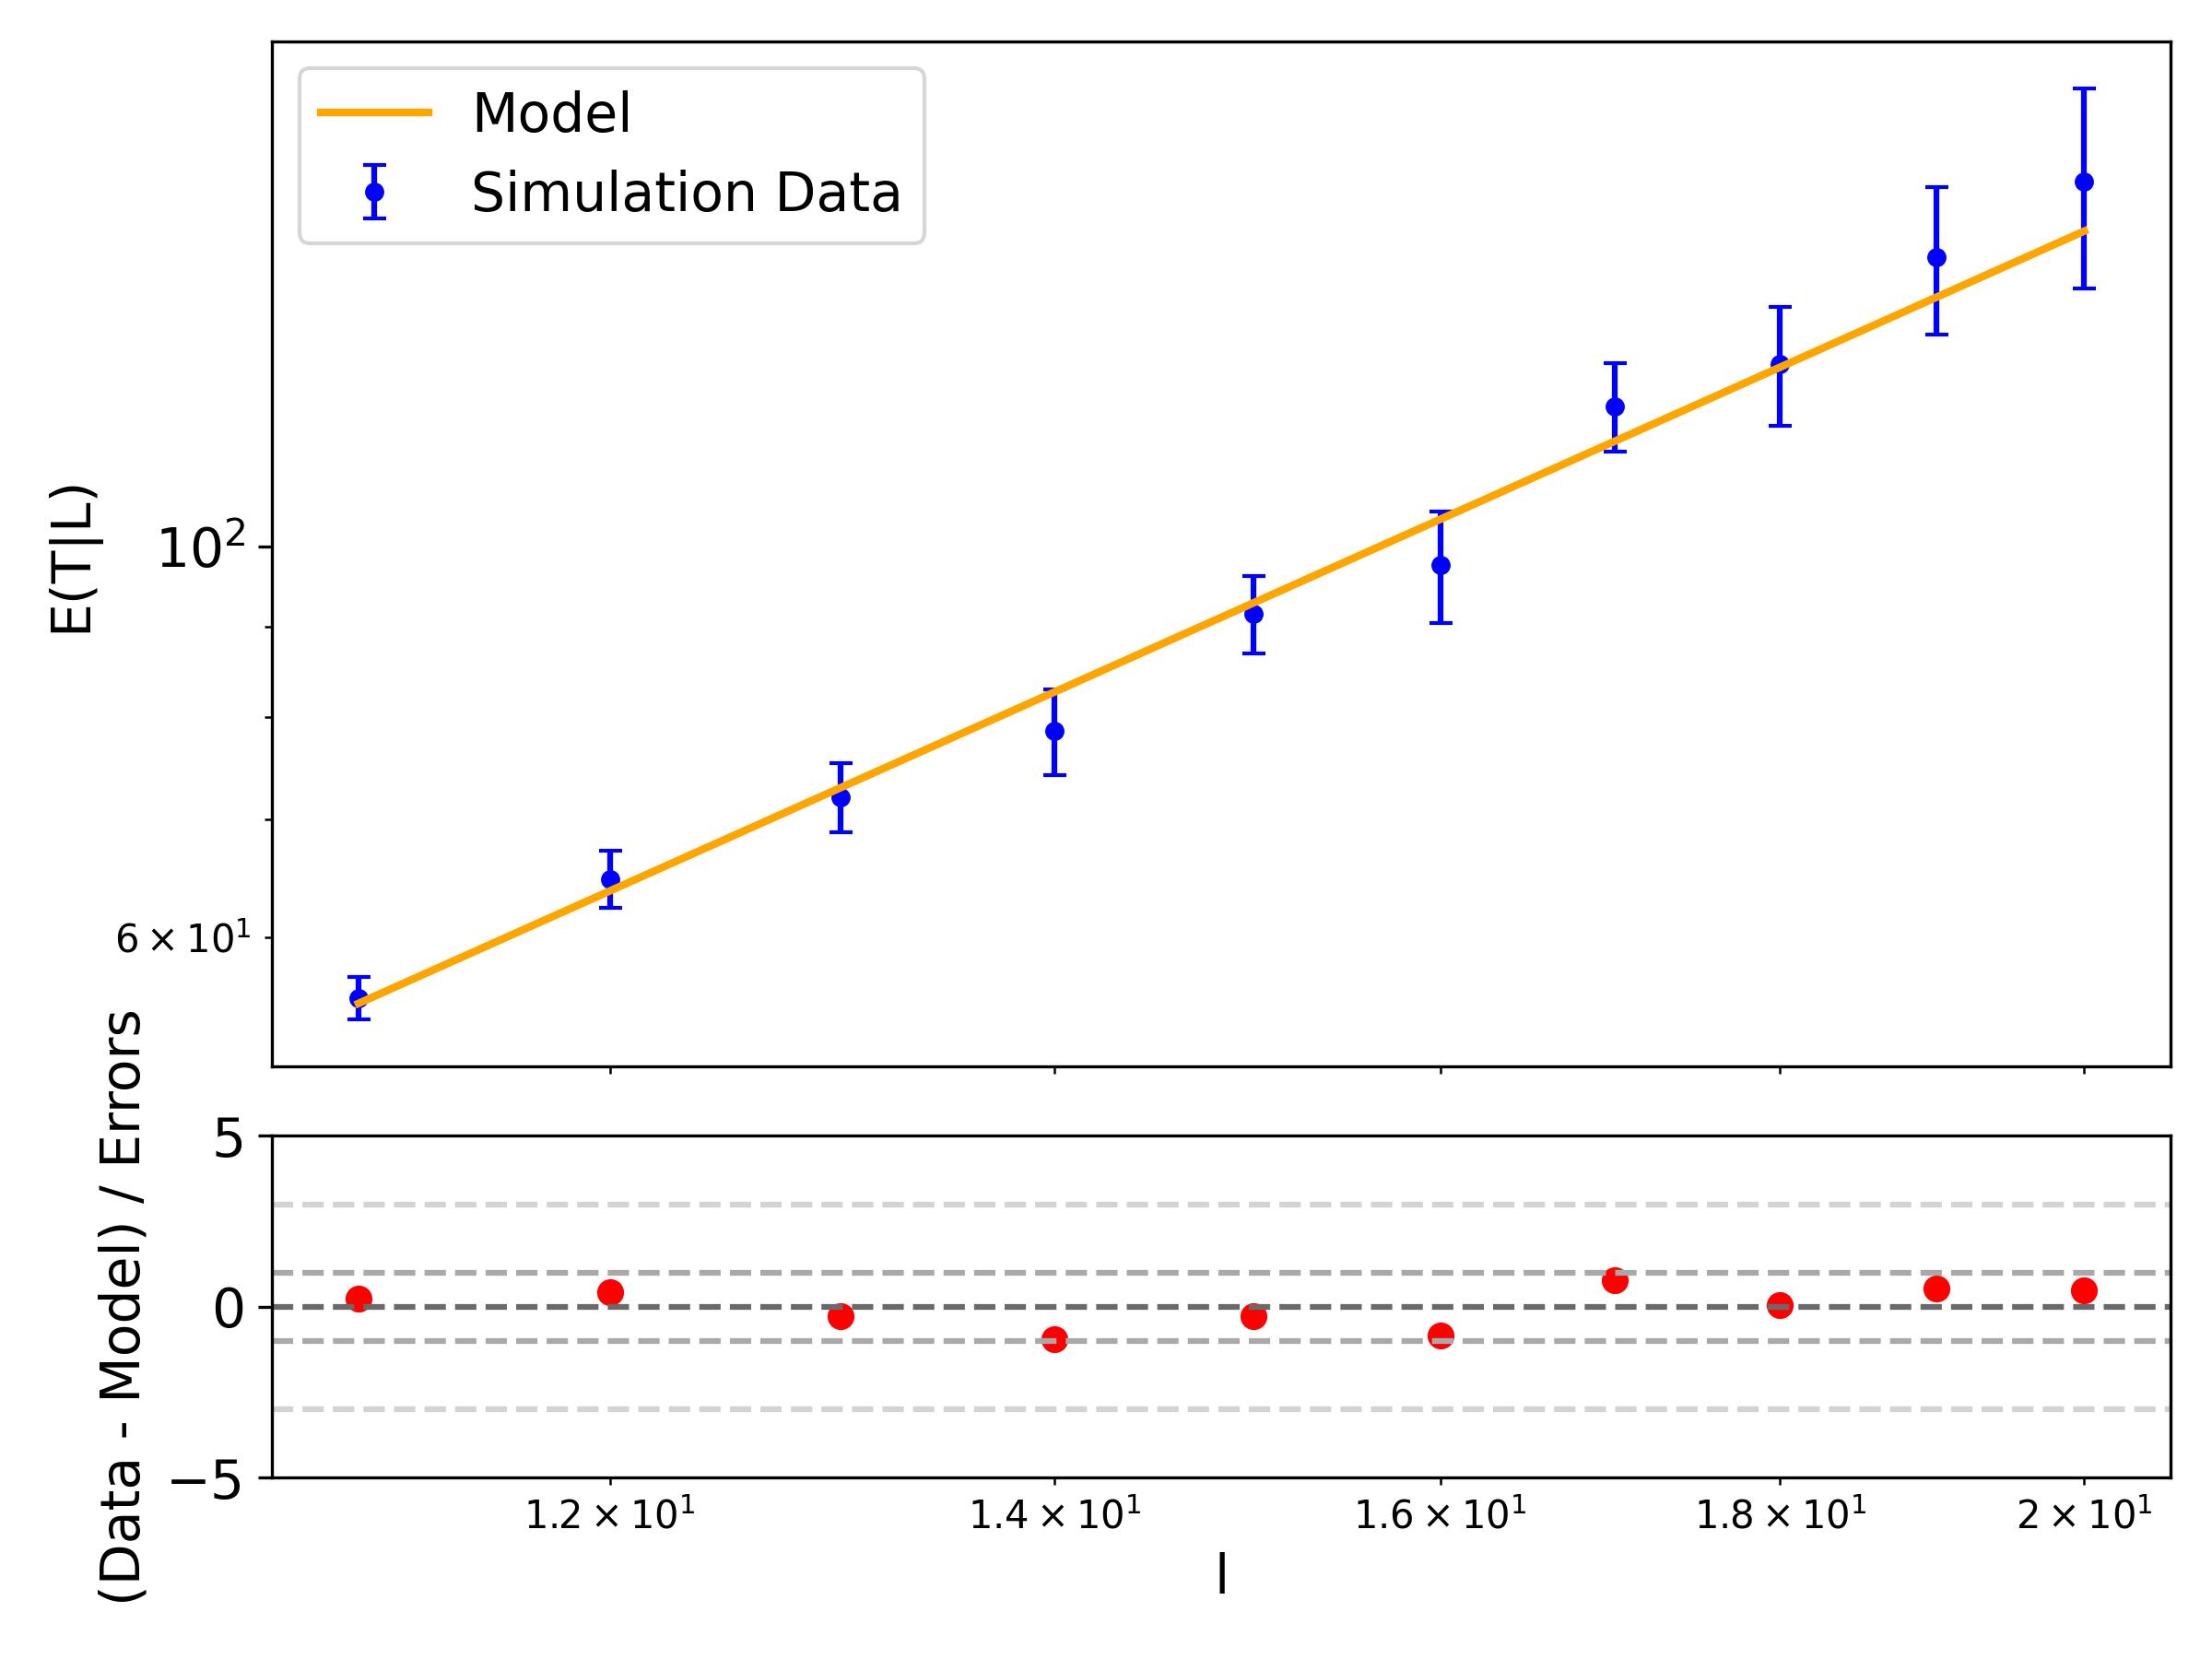 Model
Simulation Data
E(T|L)
10²
6 × 10¹
(Data - Model) / Errors
5
0
−5
1.2 × 10¹
1.4 × 10¹
1.6 × 10¹
1.8 × 10¹
2 × 10¹
l